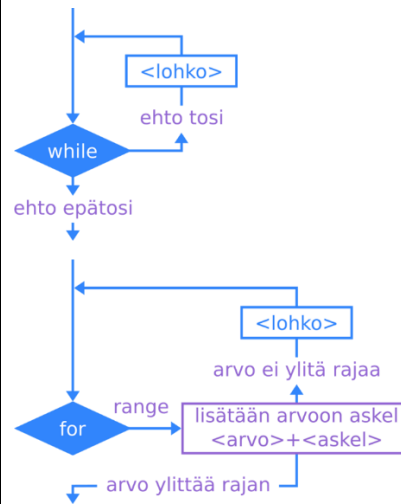 <lohko>
ehto tosi
while
ehto epätosi
<lohko>
arvo ei ylitä rajaa
range
lisätään arvoon askel
<arvo>+<askel>
for
arvo ylittää rajan